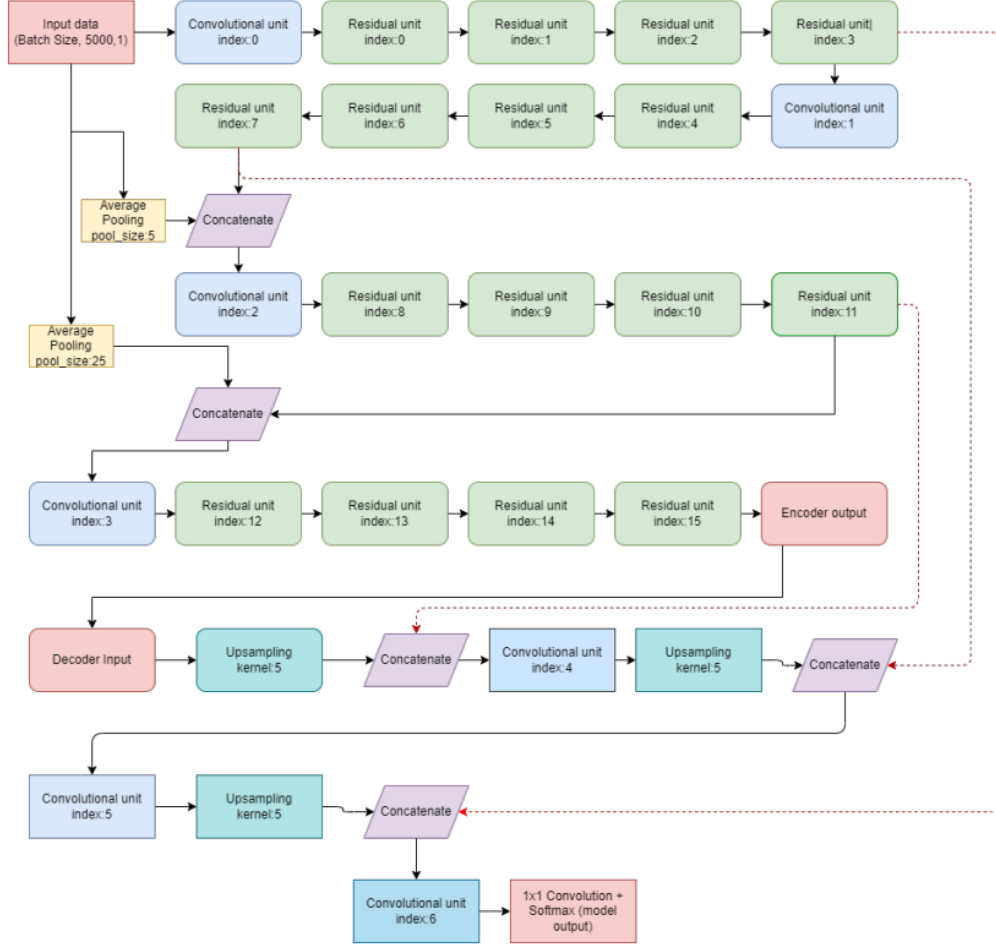 Input data
(Batch Size, 5000,1)
Convolutional unit
index:0
Residual unit
index:0
Residual unit
index:1
Residual unit
index:2
Residual unit|
index:3
Residual unit
index:7
Residual unit
index:6
Residual unit
index:5
Residual unit
index:4
Convolutional unit
index:1
Average
Pooling
pool_size:5
Concatenate
Convolutional unit
index:2
Residual unit
index:8
Residual unit
index:9
Residual unit
index:10
Residual unit
index:11
Average
Pooling
pool_size:25
Concatenate
Convolutional unit
index:3
Residual unit
index:12
Residual unit
index:13
Residual unit
index:14
Residual unit
index:15
Encoder output
Decoder Input
Upsampling
kernel:5
Concatenate
Convolutional unit
index:4
Upsampling
kernel:5
Concatenate
Convolutional unit
index:5
Upsampling
kernel:5
Concatenate
Convolutional unit
index:6
1x1 Convolution +
Softmax (model
output)